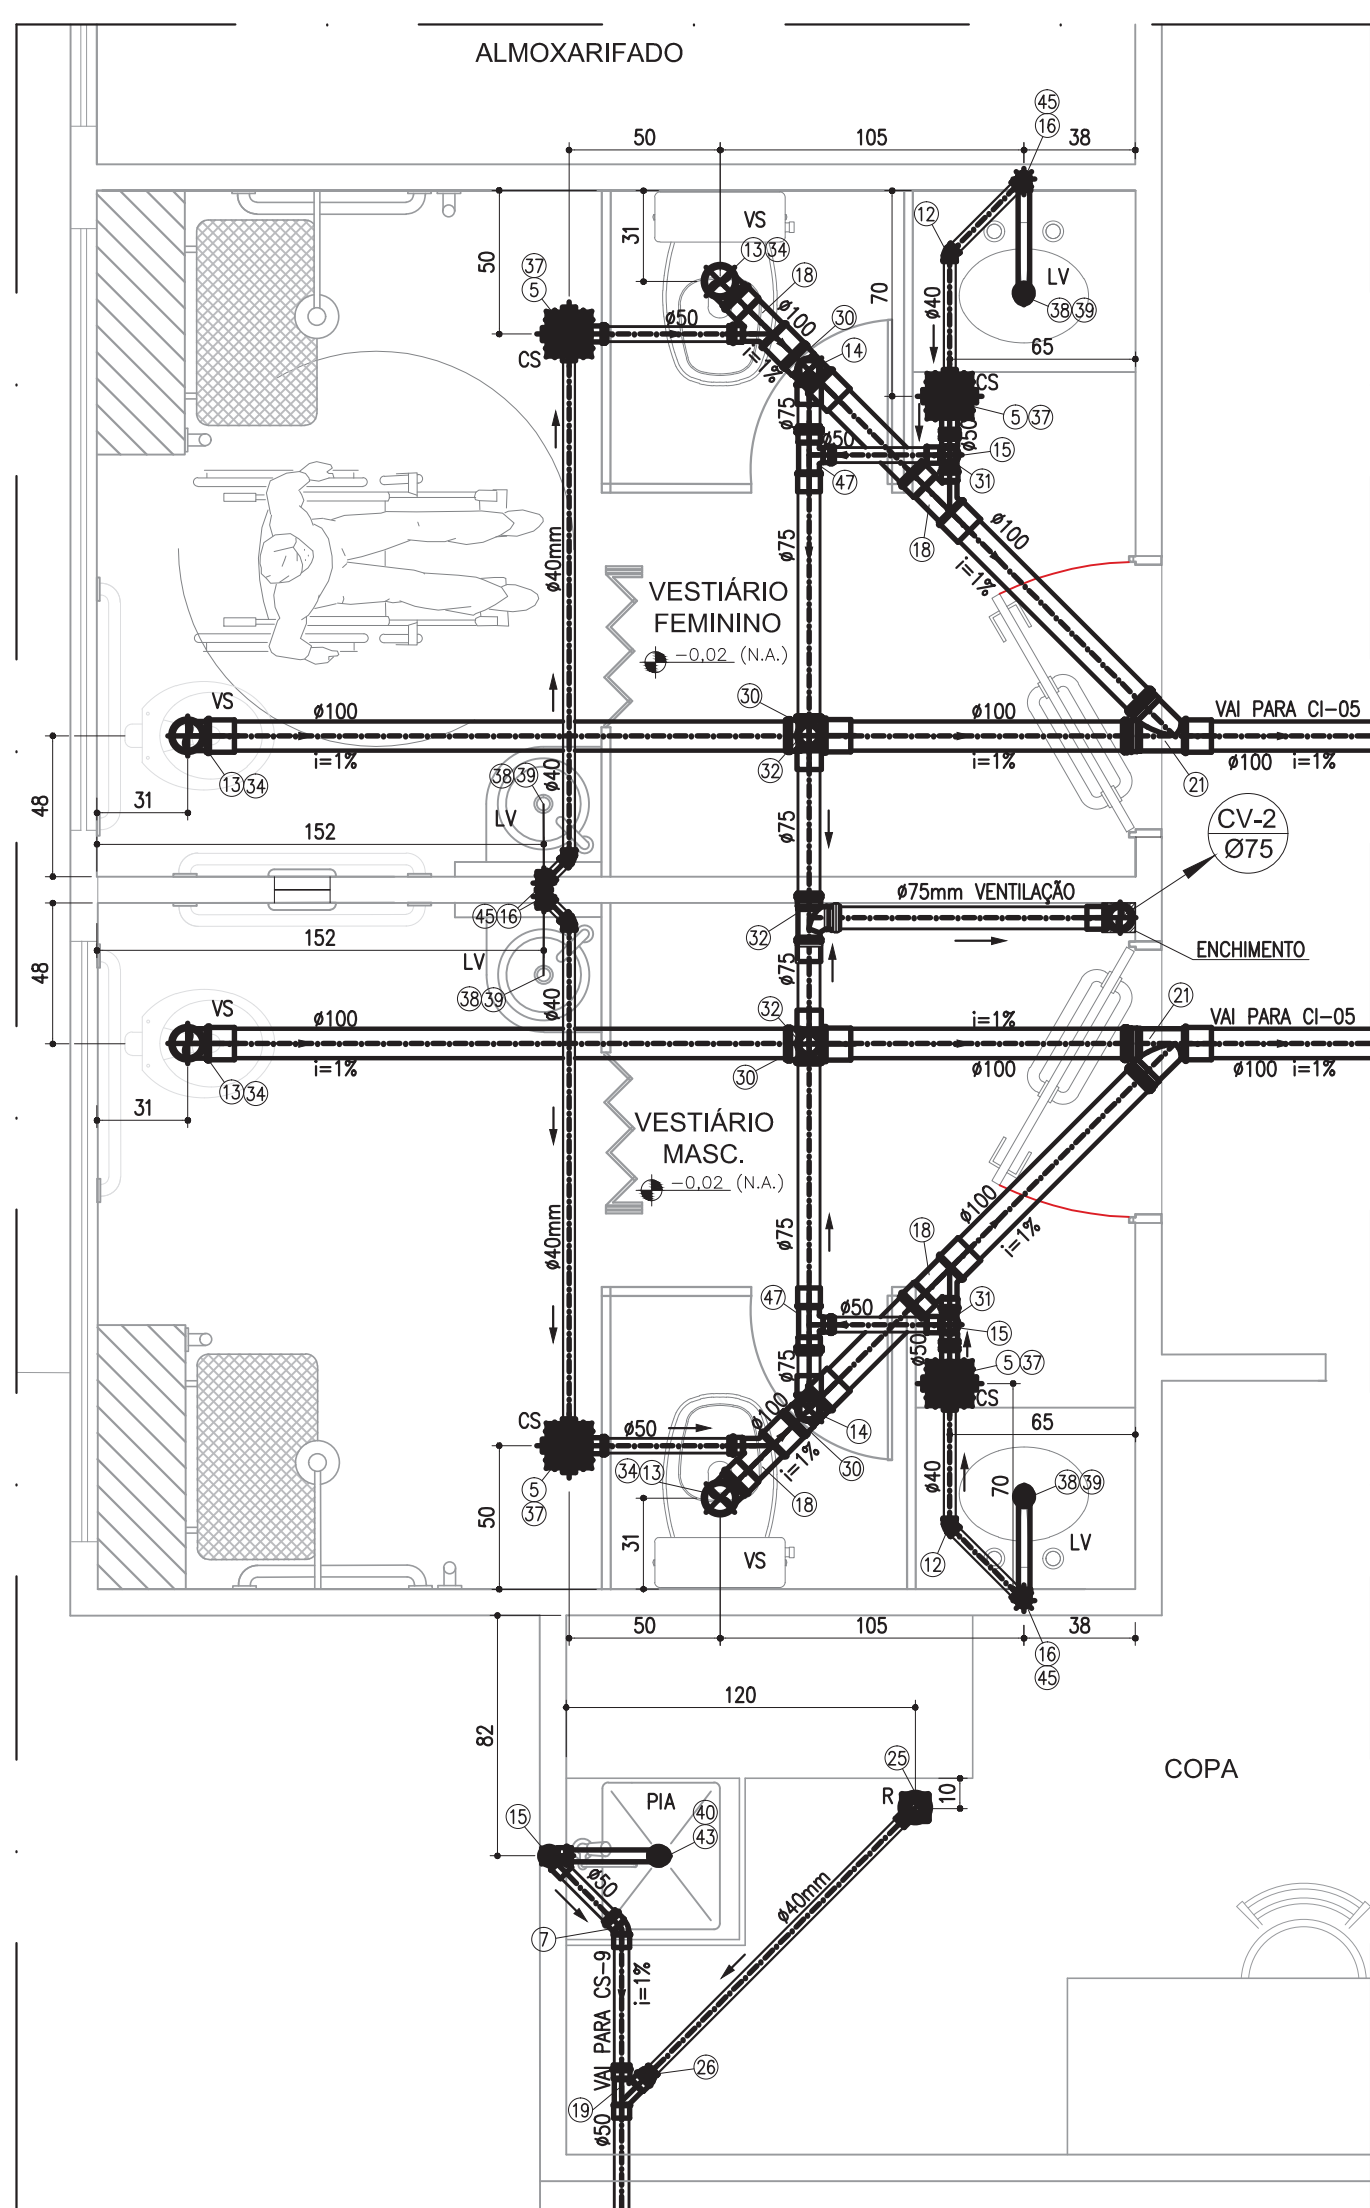 ALMOXARIFADO
45
16
50
105
38
12
31
VS
13 34
18
50
37
5
ø50
ø100
i=1%
30
14
70
ø40
LV
38 39
65
CS
CS
5 37
ø75
ø50
ø50
15
47
31
18
ø100
i=1%
ø40mm
ø75
VESTIÁRIO
FEMININO
-0,02 (N.A.)
VS
ø100
30
ø100
VAI PARA CI-05
i=1%
32
i=1%
ø100 i=1%
13 34
38 39
ø40
21
48
31
LV
152
ø75
CV-2
Ø75
ø75mm VENTILAÇÃO
45 16
32
ENCHIMENTO
152
LV
48
ø75
VS
38 39
ø40
21
ø100
32
i=1%
VAI PARA CI-05
i=1%
30
ø100
ø100 i=1%
13 34
31
VESTIÁRIO
MASC.
-0,02 (N.A.)
ø40mm
ø75
ø100
i=1%
18
47
ø50
31
15
ø50
ø75
5 37
CS
CS
ø50
ø100
14
65
i=1%
30
34 13
18
5
37
50
31
VS
ø40
70
38 39
12
LV
50
105
38
16
45
82
120
25
R
10
COPA
PIA
40
43
15
ø50
7
ø40mm
VAI PARA CS-9
i=1%
26
19
ø50